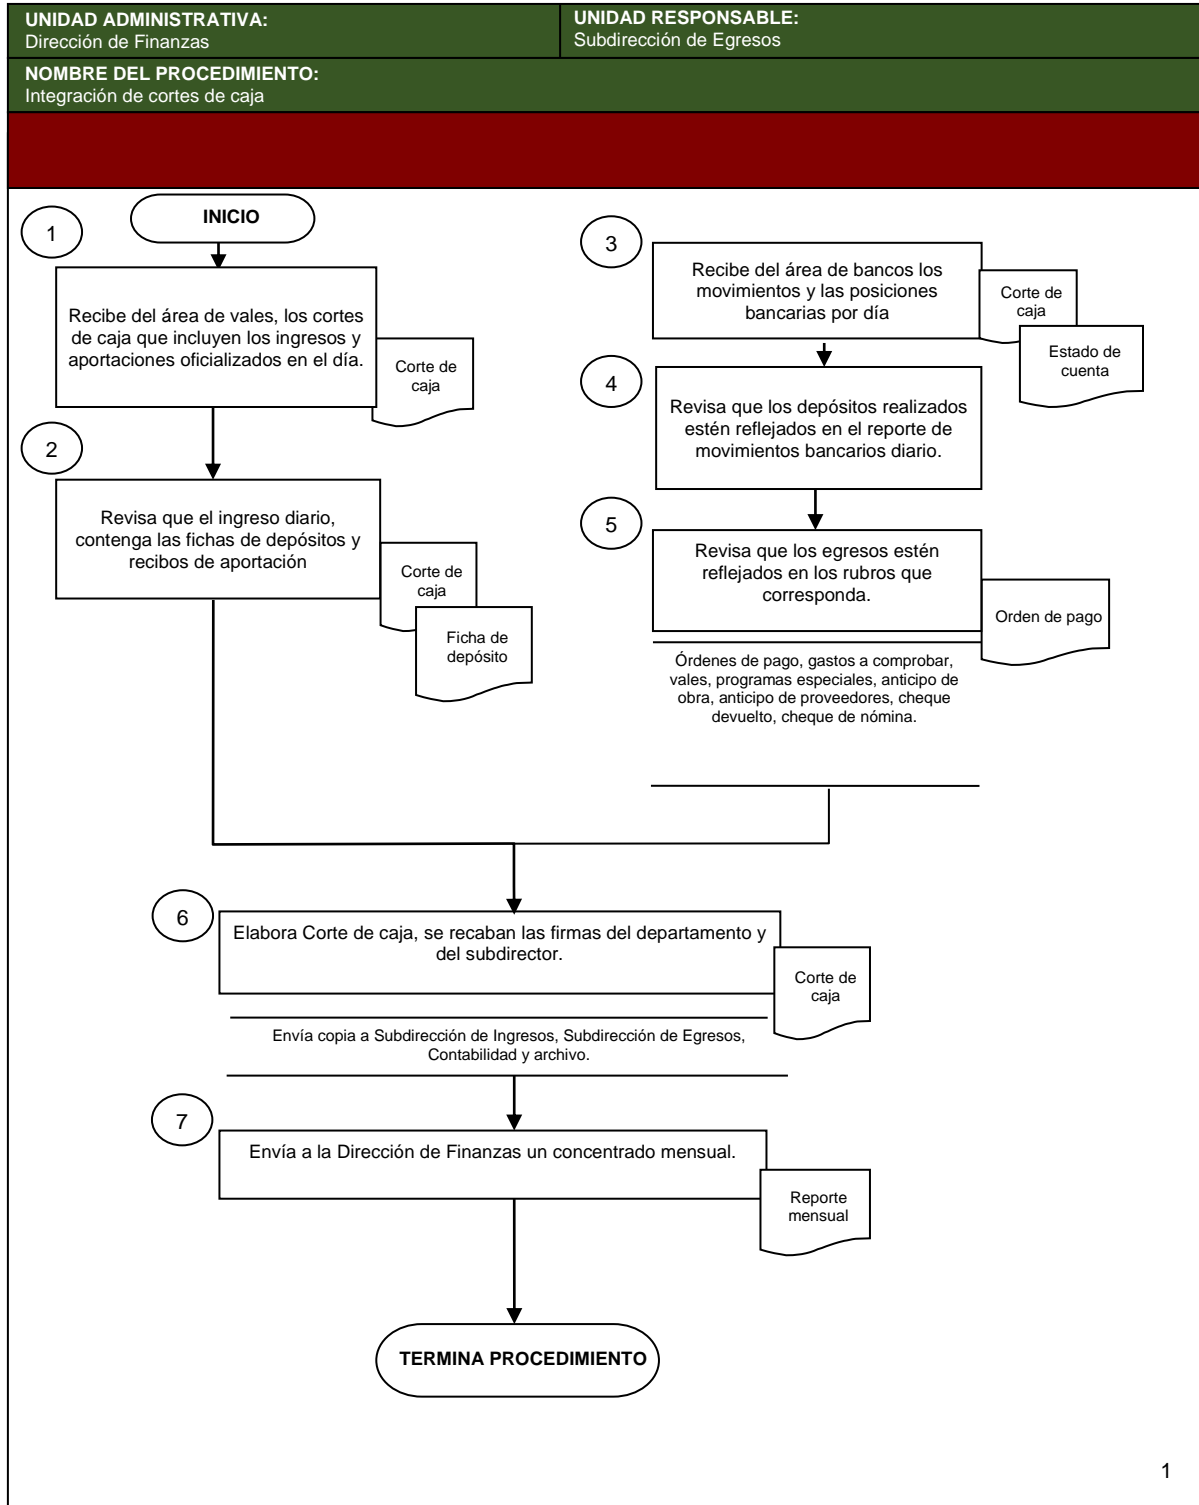 UNIDAD ADMINISTRATIVA:
Dirección de Finanzas
UNIDAD RESPONSABLE:
Subdirección de Egresos
NOMBRE DEL PROCEDIMIENTO:
Integración de cortes de caja
INICIO
1
Recibe del área de vales, los cortes
de caja que incluyen los ingresos y
aportaciones oficializados en el día.
Corte de
caja
2
Revisa que el ingreso diario,
contenga las fichas de depósitos y
recibos de aportación
Corte de
caja
Ficha de
depósito
3
Recibe del área de bancos los
movimientos y las posiciones
bancarias por día
Corte de
caja
Estado de
cuenta
4
Revisa que los depósitos realizados
estén reflejados en el reporte de
movimientos bancarios diario.
5
Revisa que los egresos estén
reflejados en los rubros que
corresponda.
Orden de pago
Órdenes de pago, gastos a comprobar,
vales, programas especiales, anticipo de
obra, anticipo de proveedores, cheque
devuelto, cheque de nómina.
6
Elabora Corte de caja, se recaban las firmas del departamento y
del subdirector.
Corte de
caja
Envía copia a Subdirección de Ingresos, Subdirección de Egresos,
Contabilidad y archivo.
7
Envía a la Dirección de Finanzas un concentrado mensual.
Reporte
mensual
TERMINA PROCEDIMIENTO
1